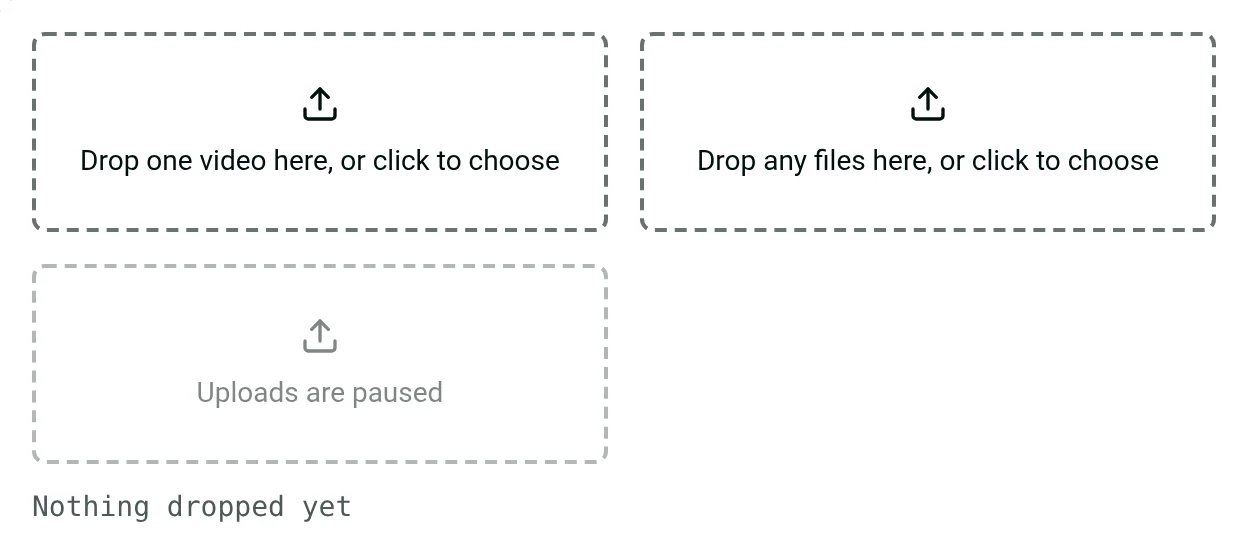 Drop one video here, or click to choose
Drop any files here, or click to choose
Uploads are paused
Nothing dropped yet